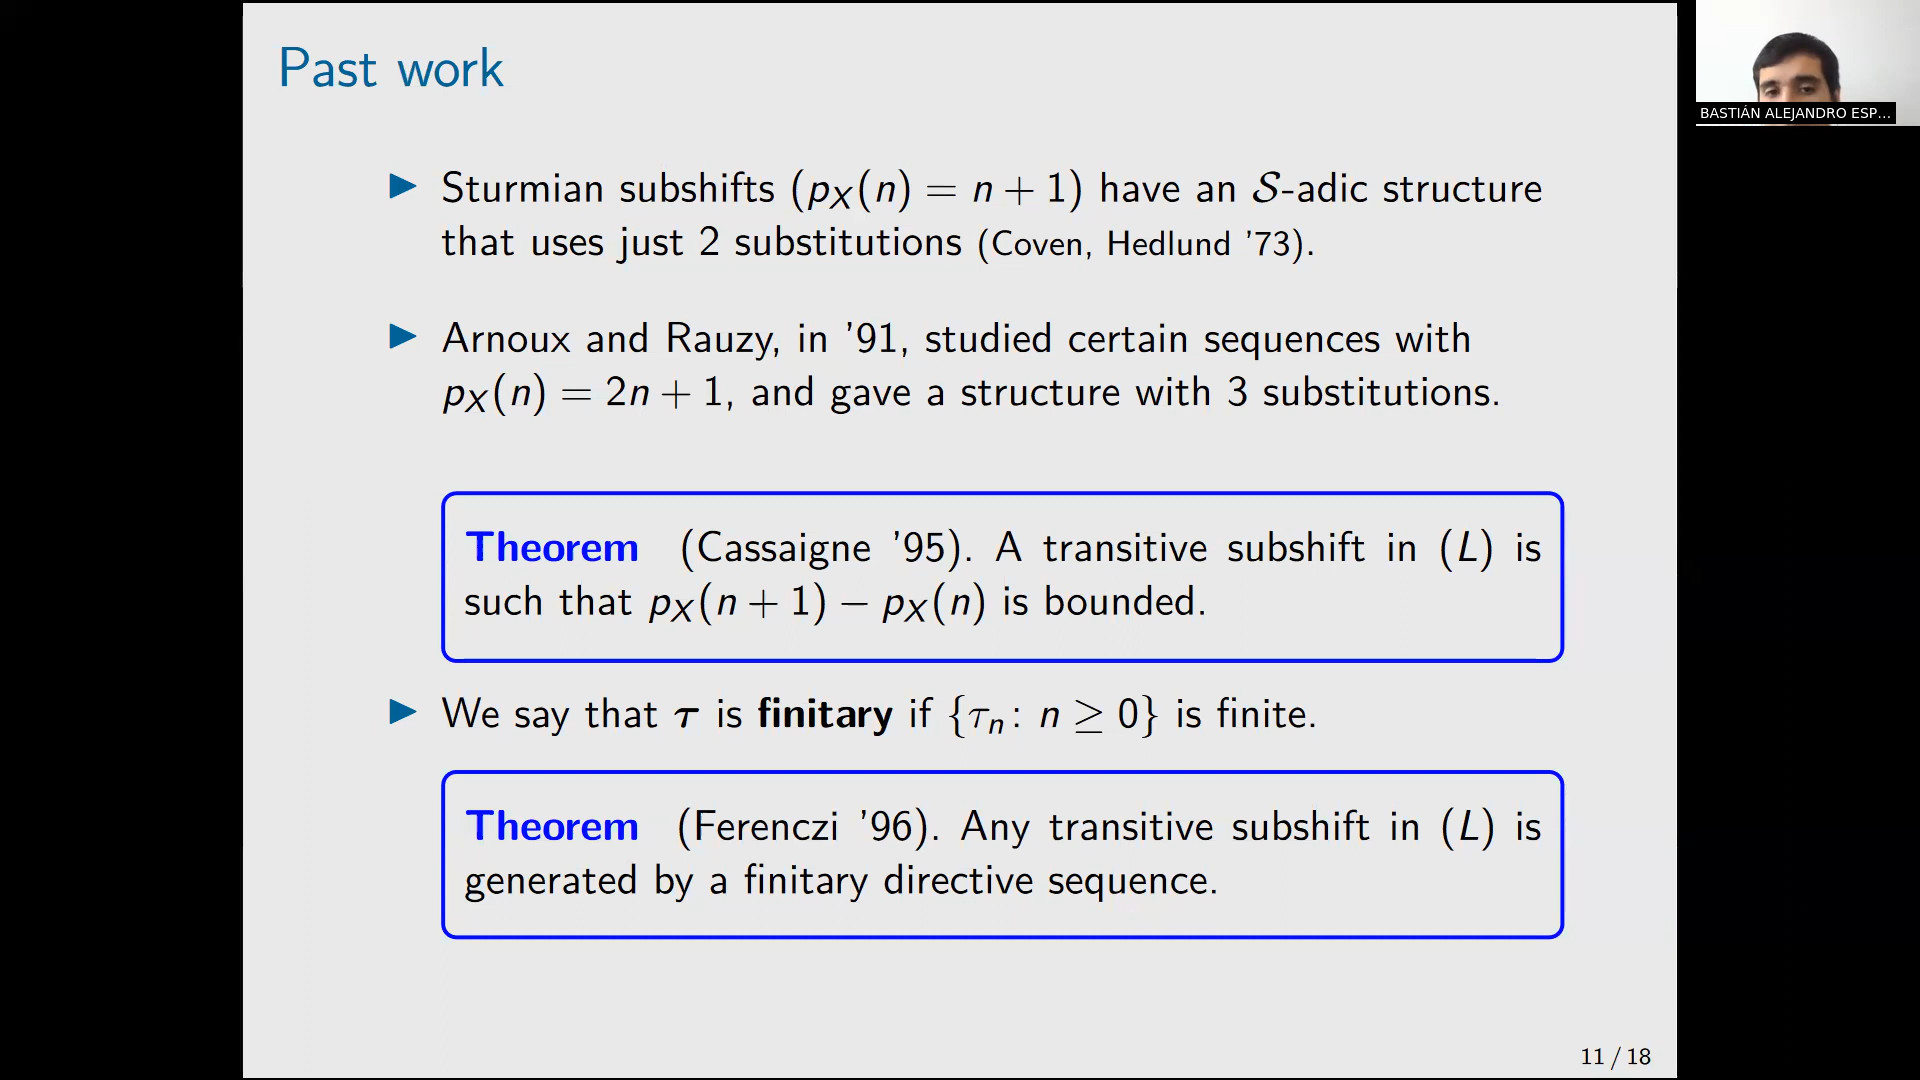 Past work
BASTIÁN ALEJANDRO ESP...
▶ Sturmian subshifts (p_X(n) = n + 1) have an 𝒮-adic structure
that uses just 2 substitutions (Coven, Hedlund ’73).
▶ Arnoux and Rauzy, in ’91, studied certain sequences with
p_X(n) = 2n + 1, and gave a structure with 3 substitutions.
Theorem (Cassaigne ’95). A transitive subshift in (L) is
such that p_X(n + 1) − p_X(n) is bounded.
▶ We say that τ is finitary if {τ_n : n ≥ 0} is finite.
Theorem (Ferenczi ’96). Any transitive subshift in (L) is
generated by a finitary directive sequence.
11 / 18